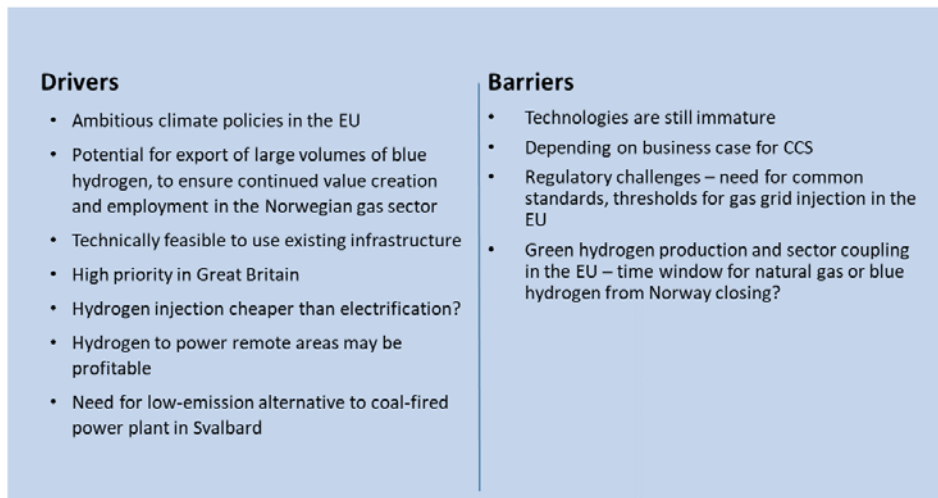 Drivers
• Ambitious climate policies in the EU
• Potential for export of large volumes of blue
hydrogen, to ensure continued value creation
and employment in the Norwegian gas sector
• Technically feasible to use existing infrastructure
• High priority in Great Britain
• Hydrogen injection cheaper than electrification?
• Hydrogen to power remote areas may be
profitable
• Need for low-emission alternative to coal-fired
power plant in Svalbard
Barriers
• Technologies are still immature
• Depending on business case for CCS
• Regulatory challenges – need for common
standards, thresholds for gas grid injection in the
EU
• Green hydrogen production and sector coupling
in the EU – time window for natural gas or blue
hydrogen from Norway closing?